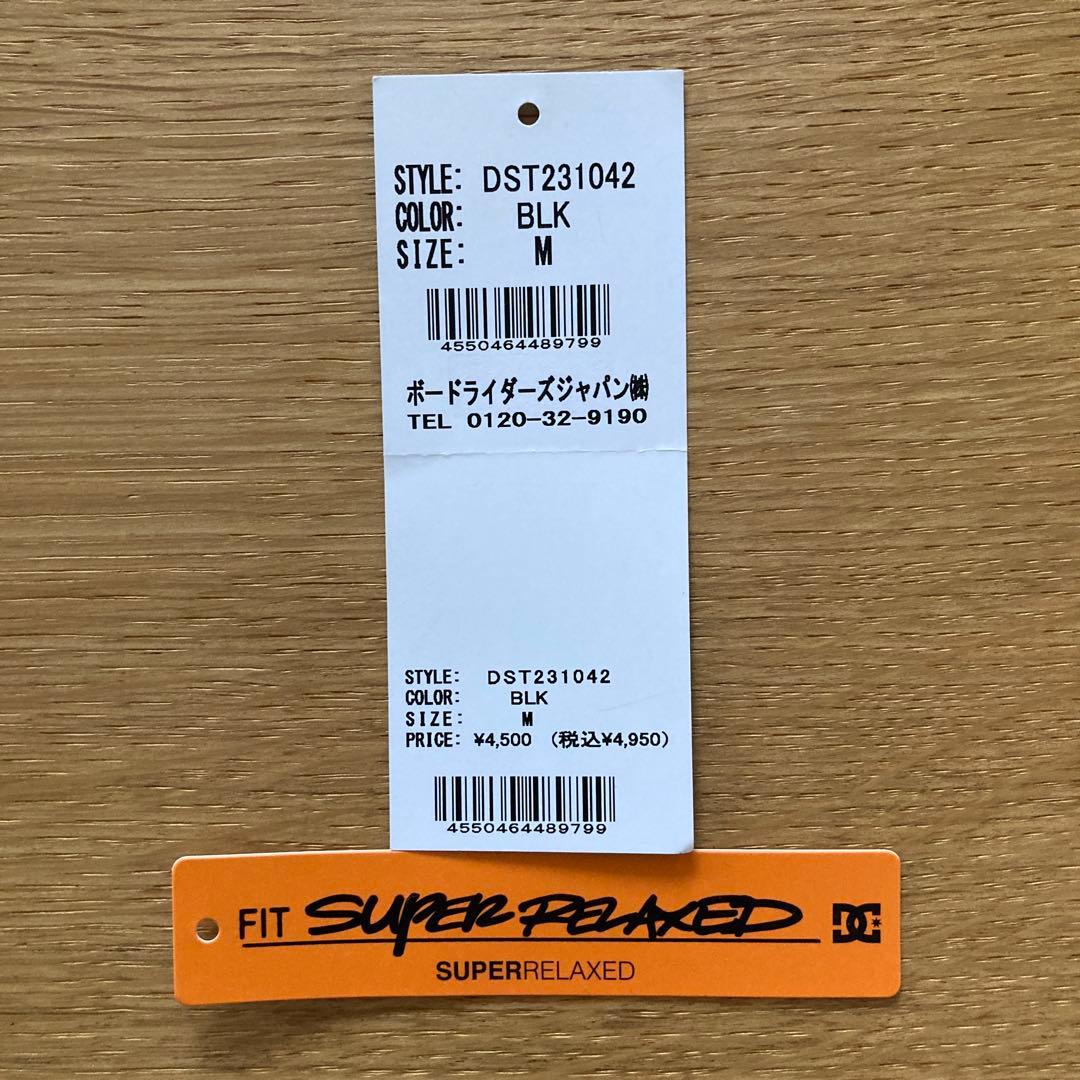 STYLE: DST231042
COLOR: BLK
SIZE: M
4550464489799
ボードライダーズジャパン㈱
TEL 0120-32-9190
STYLE: DST231042
COLOR: BLK
SIZE: M
PRICE: ¥4,500 (税込¥4,950)
4550464489799
FIT SUPER RELAXED DC
SUPERRELAXED